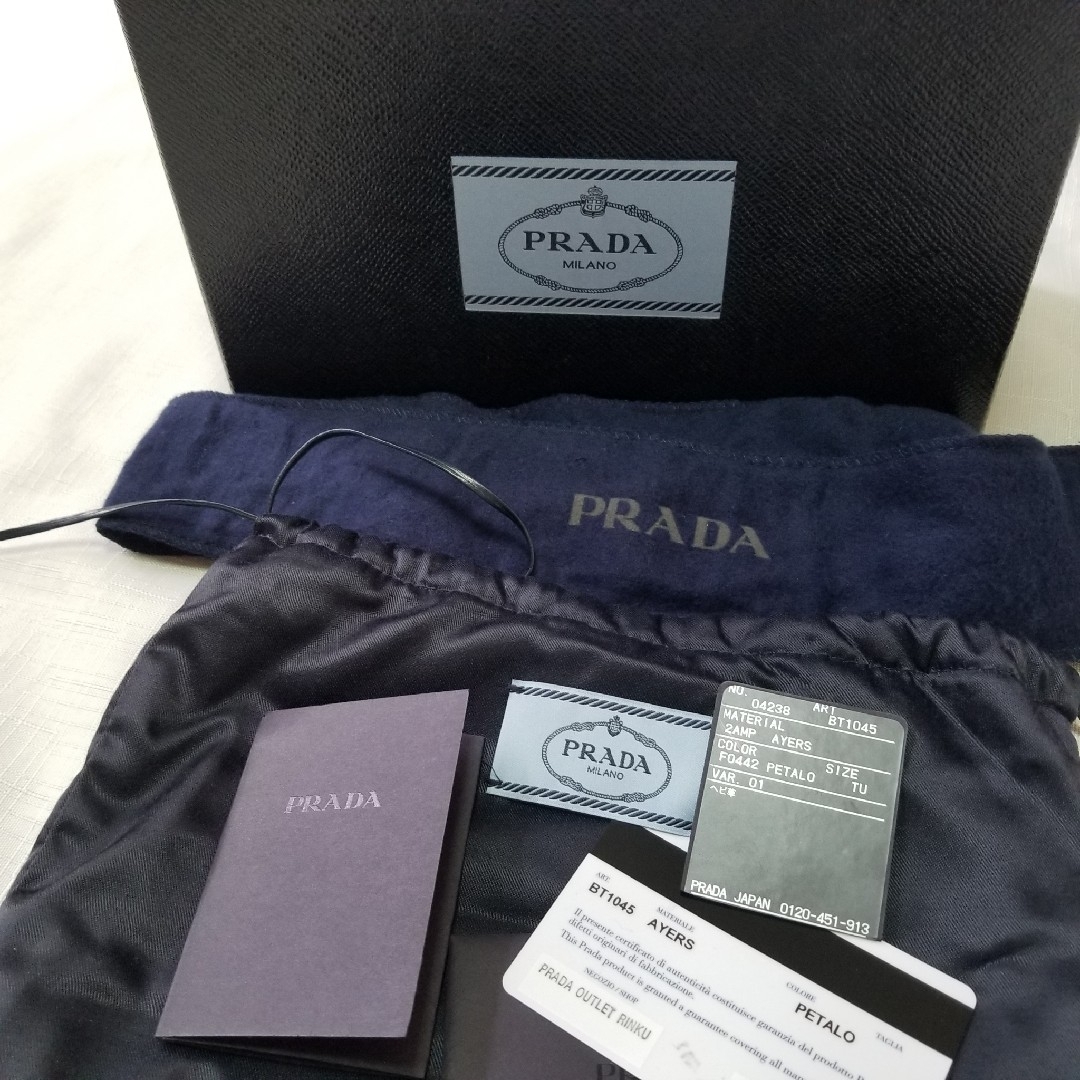 PRADA
MILANO
PRADA
PRADA
PRADA
MILANO
NO. ART
04238 BT1045
MATERIAL
2AMP AYERS
COLOR SIZE
F0442 PETALO TU
VAR. 01
ヘビ革
PRADA JAPAN 0120-451-913
ART MATERIALE
BT1045 AYERS
COLORE TAGLIA
PETALO
Il presente certificato di autenticità costituisce garanzia del prodotto
difetti originari di fabbricazione.
This Prada product is granted a guarantee covering all
NEGOZIO / SHOP
PRADA OUTLET RINKU